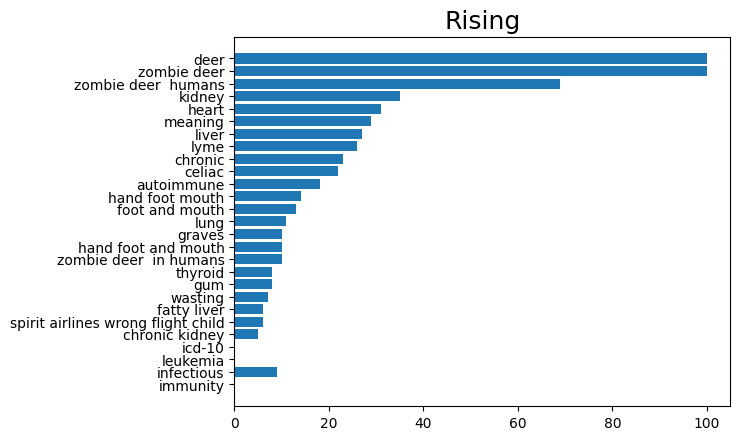 Rising
deer
zombie deer
zombie deer  humans
kidney
heart
meaning
liver
lyme
chronic
celiac
autoimmune
hand foot mouth
foot and mouth
lung
graves
hand foot and mouth
zombie deer  in humans
thyroid
gum
wasting
fatty liver
spirit airlines wrong flight child
chronic kidney
icd-10
leukemia
infectious
immunity
0 20 40 60 80 100